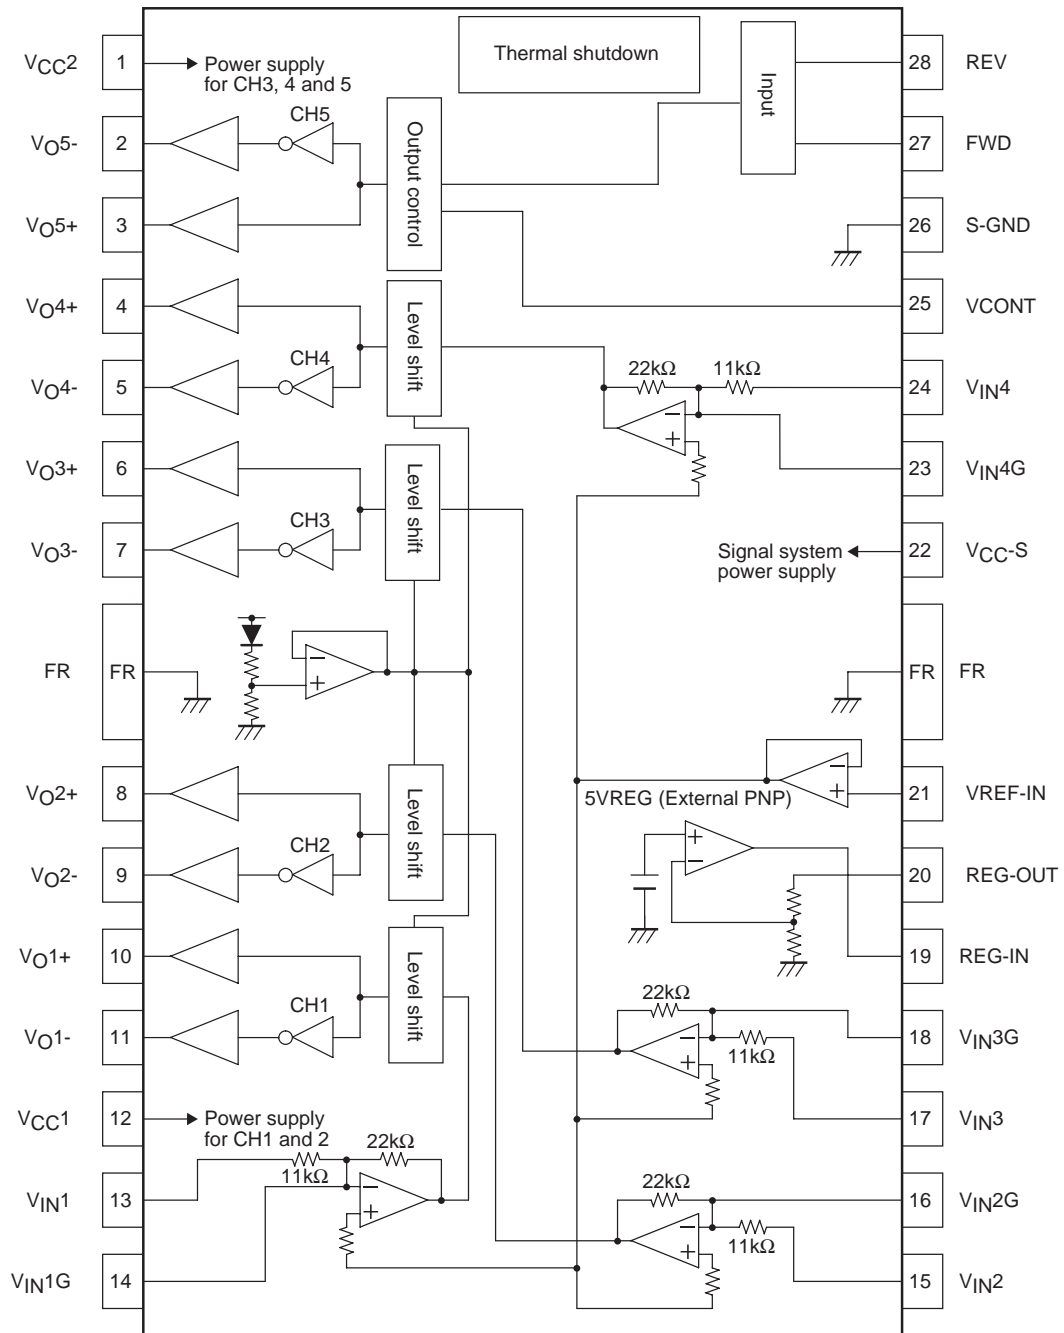 Thermal shutdown
VCC2 1 Power supply for CH3, 4 and 5
Input
28 REV
VO5- 2 CH5
Output control
27 FWD
VO5+ 3
26 S-GND
VO4+ 4
Level shift
25 VCONT
VO4- 5 CH4
22kΩ 11kΩ
24 VIN4
− +
VO3+ 6
Level shift
23 VIN4G
VO3- 7 CH3
Signal system power supply
22 VCC-S
FR FR
− +
FR FR
− +
VO2+ 8
Level shift
5VREG (External PNP)
21 VREF-IN
+ −
VO2- 9 CH2
20 REG-OUT
VO1+ 10
Level shift
19 REG-IN
VO1- 11 CH1
22kΩ
− +
11kΩ
18 VIN3G
VCC1 12 Power supply for CH1 and 2
17 VIN3
22kΩ
11kΩ
− +
VIN1 13
22kΩ
− +
11kΩ
16 VIN2G
VIN1G 14
15 VIN2